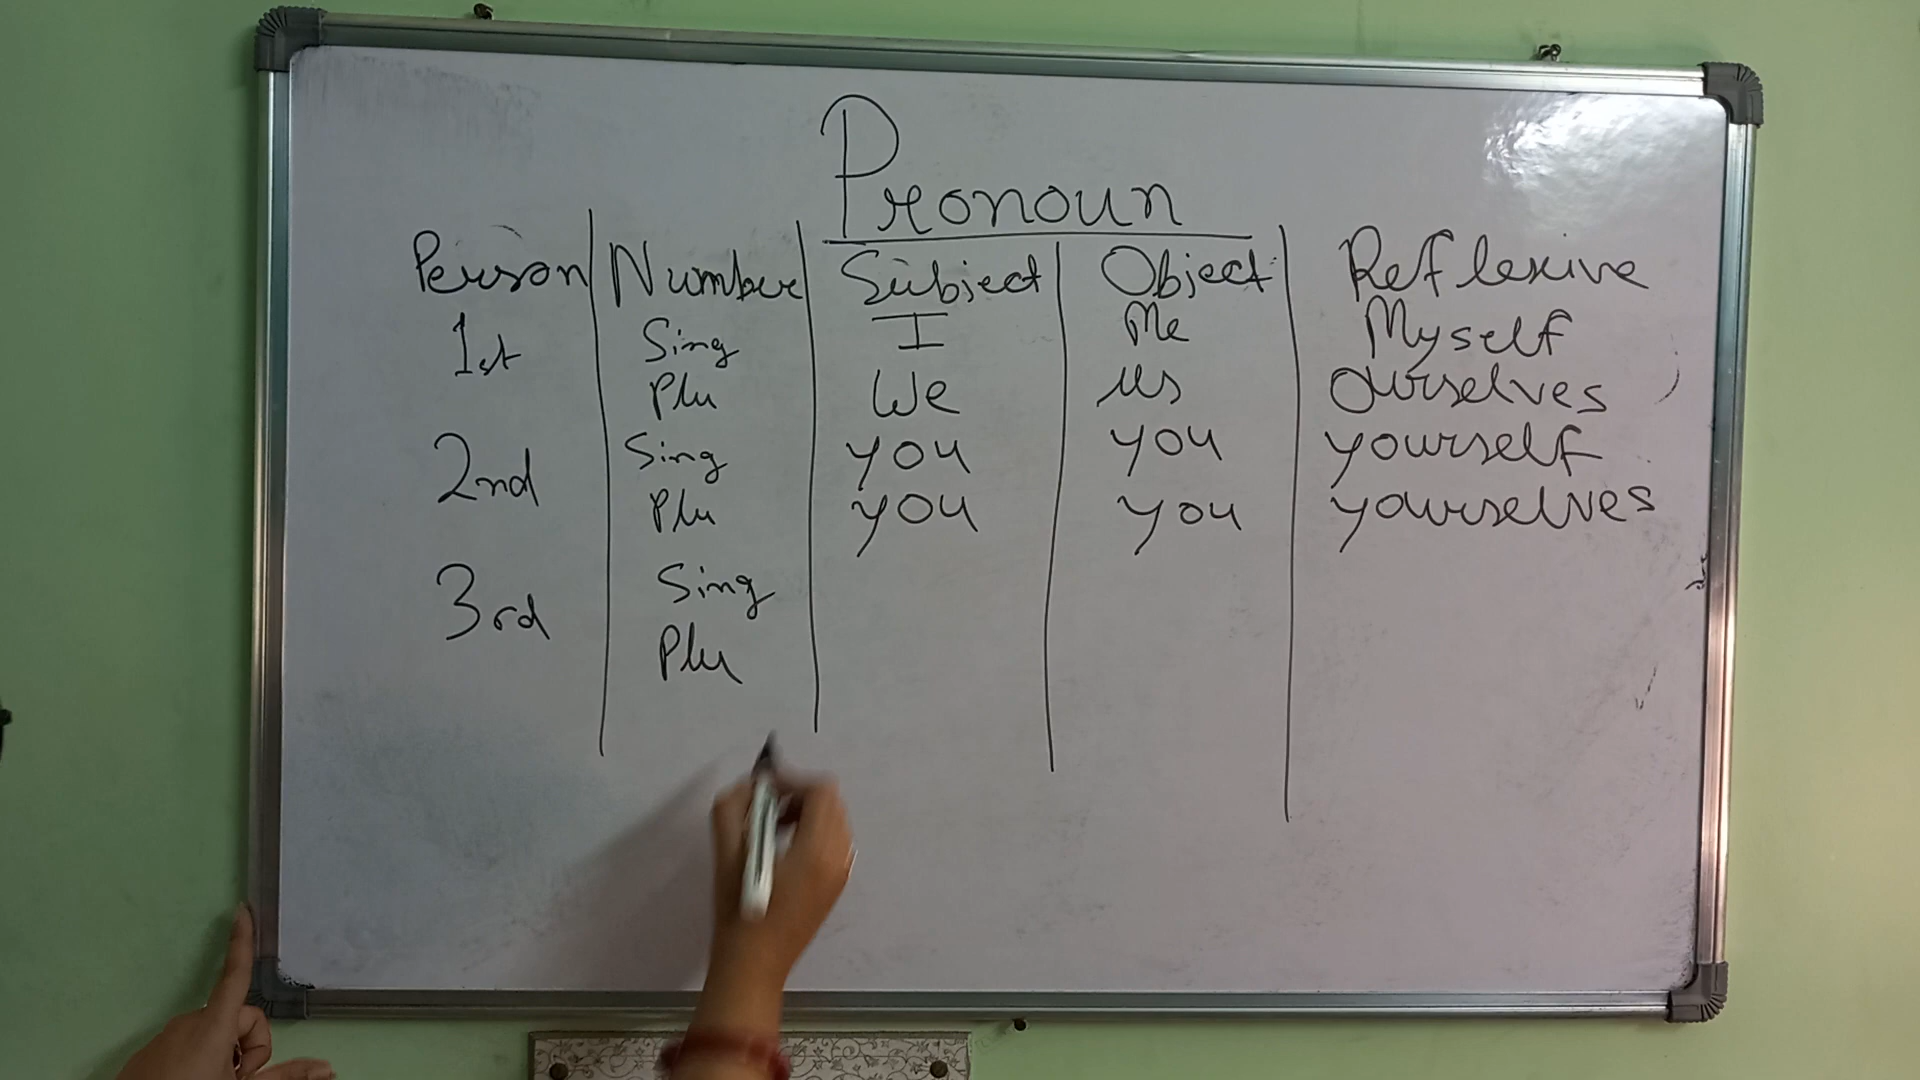 Pronoun
Person Number Subject Object Reflexive
1st Sing I Me Myself
Plu We us ourselves
2nd Sing you you yourself
Plu you you yourselves
3rd Sing
Plu